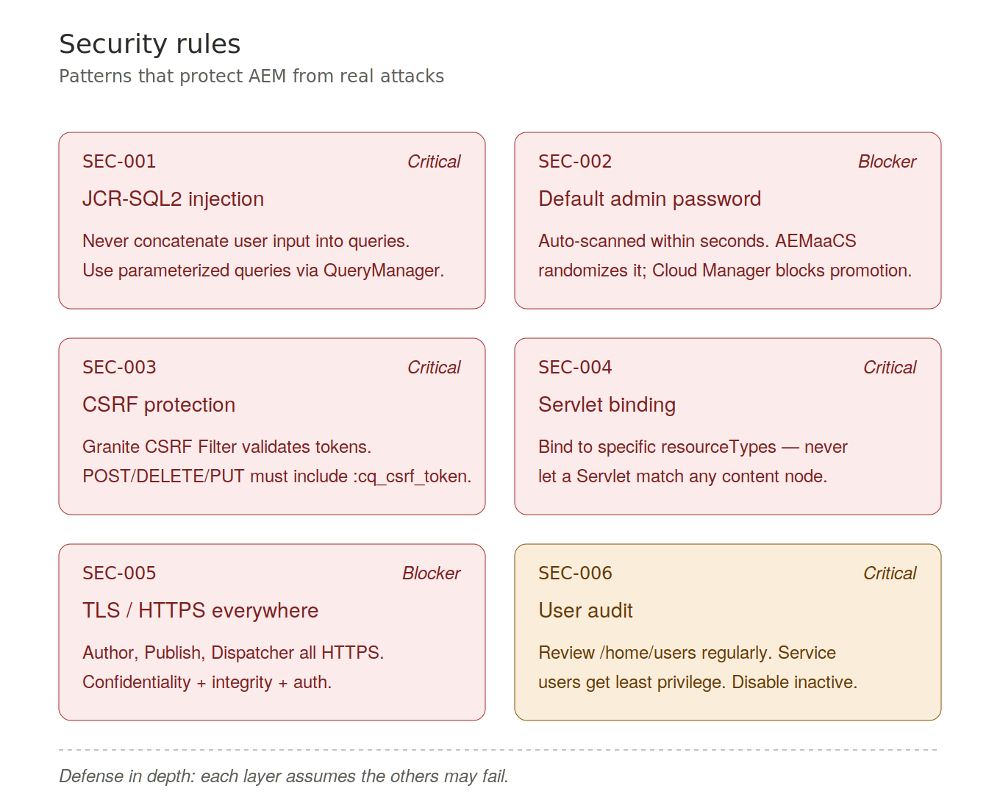 Security rules
Patterns that protect AEM from real attacks
SEC-001
Critical
JCR-SQL2 injection
Never concatenate user input into queries.
Use parameterized queries via QueryManager.
SEC-002
Blocker
Default admin password
Auto-scanned within seconds. AEMaaCS
randomizes it; Cloud Manager blocks promotion.
SEC-003
Critical
CSRF protection
Granite CSRF Filter validates tokens.
POST/DELETE/PUT must include :cq_csrf_token.
SEC-004
Critical
Servlet binding
Bind to specific resourceTypes — never
let a Servlet match any content node.
SEC-005
Blocker
TLS / HTTPS everywhere
Author, Publish, Dispatcher all HTTPS.
Confidentiality + integrity + auth.
SEC-006
Critical
User audit
Review /home/users regularly. Service
users get least privilege. Disable inactive.
Defense in depth: each layer assumes the others may fail.